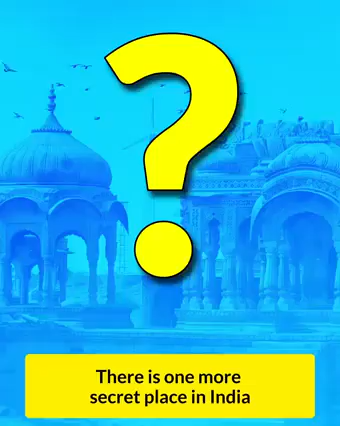 ?
There is one more
secret place in India